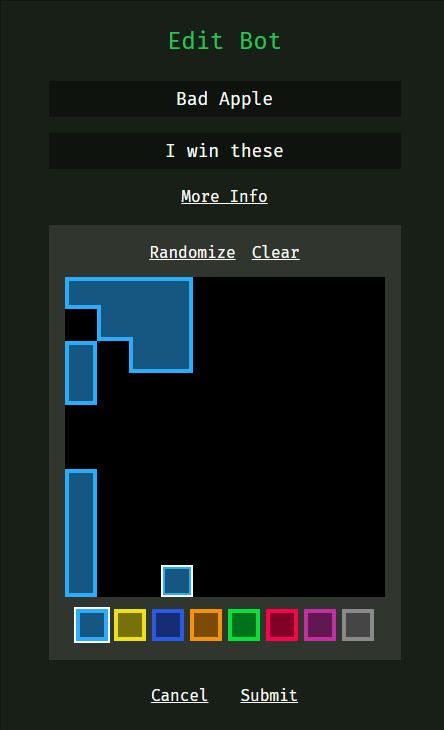 Edit Bot
Bad Apple
I win these
More Info
Randomize Clear
Cancel Submit